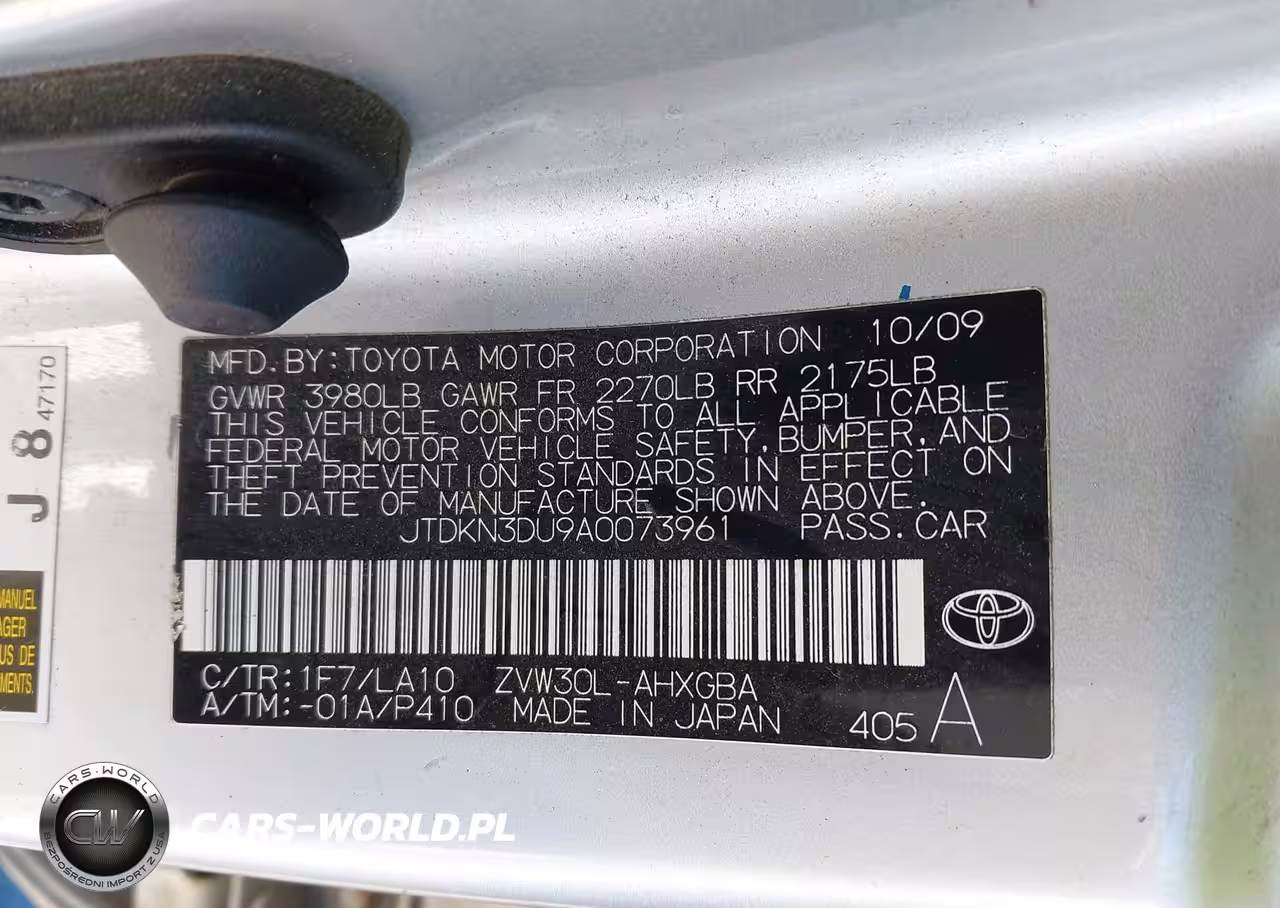 MFD. BY: TOYOTA MOTOR CORPORATION 10/09
GVWR 3980LB GAWR FR 2270LB RR 2175LB
THIS VEHICLE CONFORMS TO ALL APPLICABLE
FEDERAL MOTOR VEHICLE SAFETY, BUMPER, AND
THEFT PREVENTION STANDARDS IN EFFECT ON
THE DATE OF MANUFACTURE SHOWN ABOVE.
JTDKN3DU9A0073961 PASS. CAR
C/TR: 1F7/LA10 ZVW30L-AHXGBA
A/TM: -01A/P410 MADE IN JAPAN
405 A
J 8 47170
MANUEL
AGER
US DE
MENTS.
CARS-WORLD
CW
BEZPOŚREDNI IMPORT Z USA
CARS-WORLD.PL